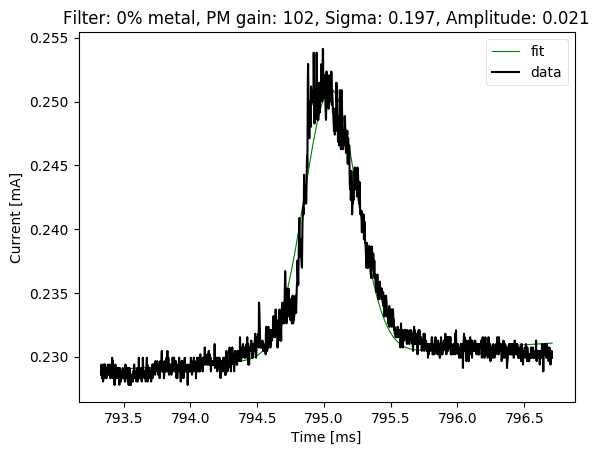 Filter: 0% metal, PM gain: 102, Sigma: 0.197, Amplitude: 0.021
fit
data
0.255
0.250
0.245
0.240
0.235
0.230
Current [mA]
793.5 794.0 794.5 795.0 795.5 796.0 796.5
Time [ms]